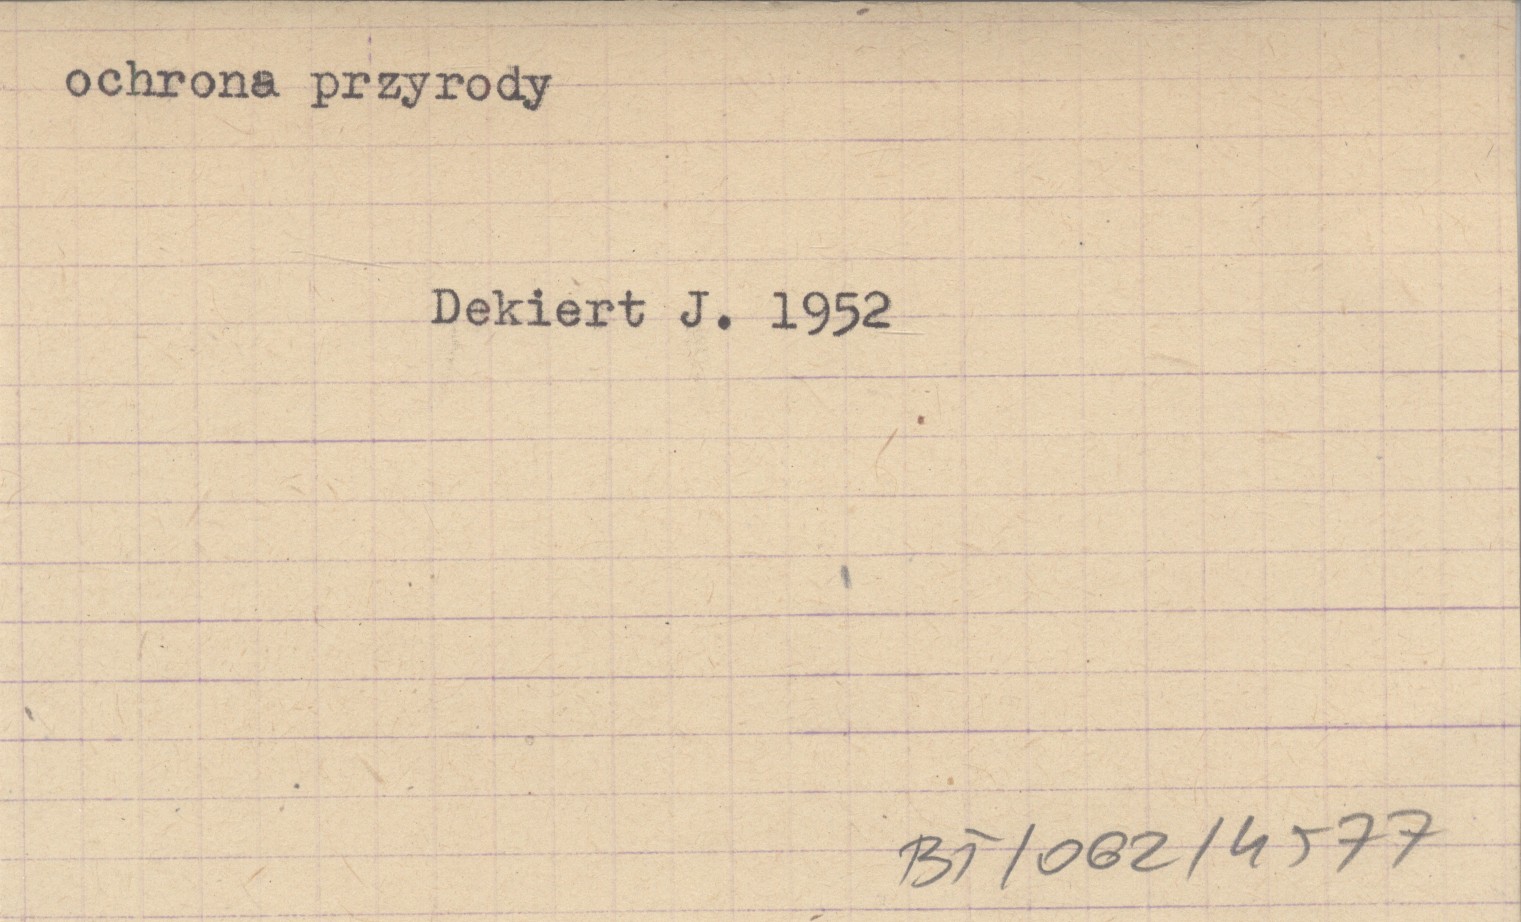 ochrona przyrody
Dekiert J. 1952
BT/062/4577